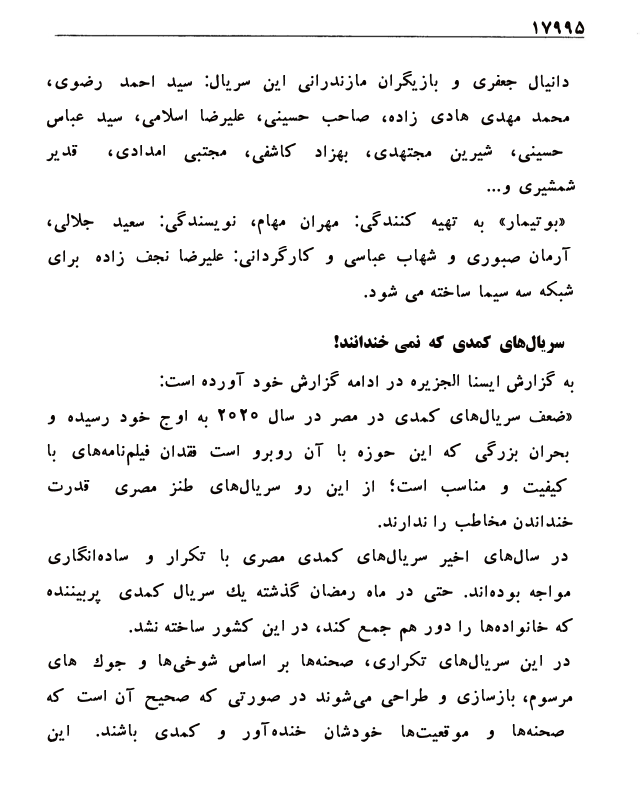 ۱۷۹۹۵
دانیال جعفری و بازیگران مازندرانی این سریال: سید احمد رضوی،
محمد مهدی هادی زاده، صاحب حسینی، علیرضا اسلامی، سید عباس
حسینی، شیرین مجتهدی، بهزاد کاشفی، مجتبی امدادی، قدیر
شمشیری و...
«بوتیمار» به تهیه کنندگی: مهران مهام، نویسندگی: سعید جلالی،
آرمان صبوری و شهاب عباسی و کارگردانی: علیرضا نجف زاده برای
شبکه سه سیما ساخته می شود.
سریال‌های کمدی که نمی خندانند!
به گزارش ایسنا الجزیره در ادامه گزارش خود آورده است:
«ضعف سریال‌های کمدی در مصر در سال ۲۰۲۰ به اوج خود رسیده و
بحران بزرگی که این حوزه با آن روبرو است فقدان فیلم‌نامه‌های با
کیفیت و مناسب است؛ از این رو سریال‌های طنز مصری قدرت
خنداندن مخاطب را ندارند.
در سال‌های اخیر سریال‌های کمدی مصری با تکرار و ساده‌انگاری
مواجه بوده‌اند. حتی در ماه رمضان گذشته یك سریال کمدی پربیننده
که خانواده‌ها را دور هم جمع کند، در این کشور ساخته نشد.
در این سریال‌های تکراری، صحنه‌ها بر اساس شوخی‌ها و جوك های
مرسوم، بازسازی و طراحی می‌شوند در صورتی که صحیح آن است که
صحنه‌ها و موقعیت‌ها خودشان خنده‌آور و کمدی باشند. این